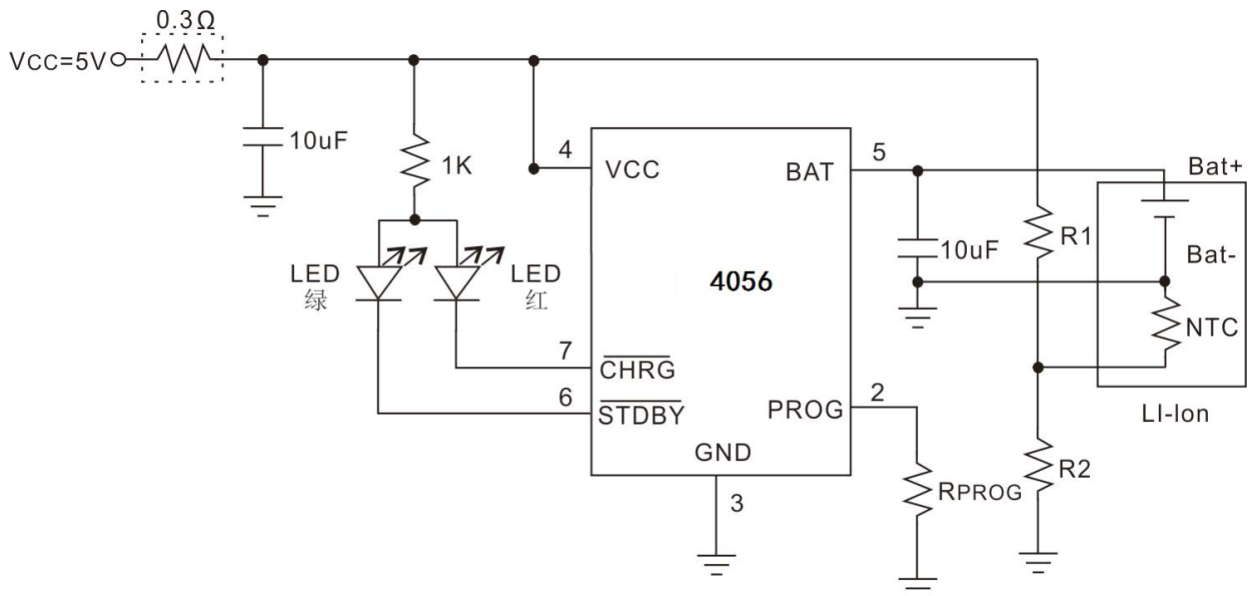 0.3Ω
VCC=5V
10uF
1K
4
VCC
BAT
5
Bat+
R1
10uF
Bat-
LED
绿
LED
红
4056
NTC
7
CHRG
6
STDBY
PROG
2
LI-Ion
GND
3
RPROG
R2